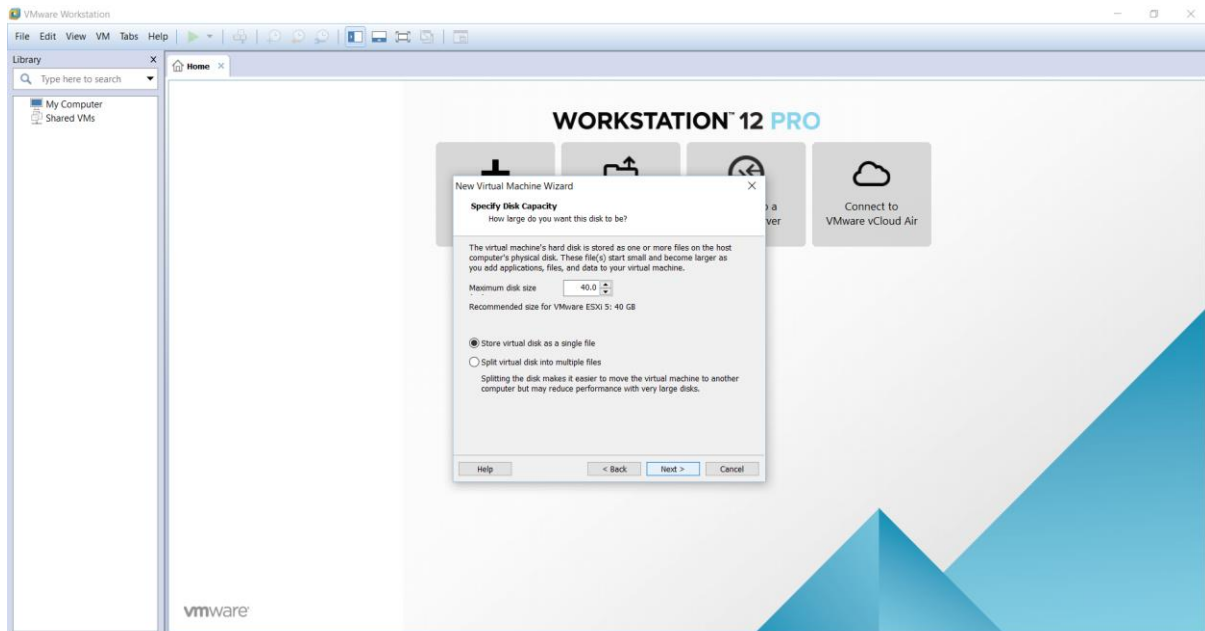 VMware Workstation
File Edit View VM Tabs Help
Library X
Home ×
Type here to search
My Computer
Shared VMs
WORKSTATION™ 12 PRO
Connect to
VMware vCloud Air
a
ver
New Virtual Machine Wizard
Specify Disk Capacity
How large do you want this disk to be?
The virtual machine's hard disk is stored as one or more files on the host
computer's physical disk. These file(s) start small and become larger as
you add applications, files, and data to your virtual machine.
Maximum disk size 40.0
Recommended size for VMware ESXi 5: 40 GB
Store virtual disk as a single file
Split virtual disk into multiple files
Splitting the disk makes it easier to move the virtual machine to another
computer but may reduce performance with very large disks.
Help < Back Next > Cancel
vmware